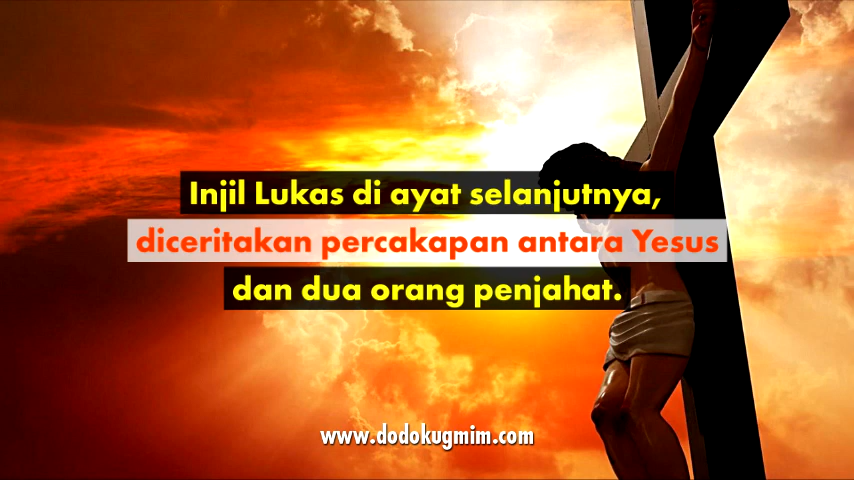 Injil Lukas di ayat selanjutnya,
diceritakan percakapan antara Yesus
dan dua orang penjahat.
www.dodokugmim.com